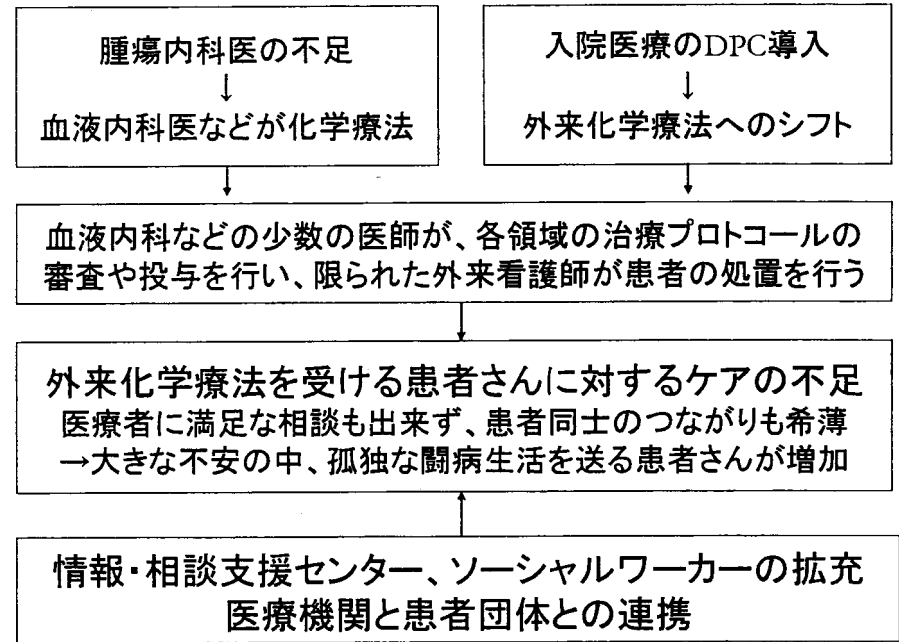 腫瘍内科医の不足
↓
血液内科医などが化学療法
入院医療のDPC導入
↓
外来化学療法へのシフト
血液内科などの少数の医師が、各領域の治療プロトコールの
審査や投与を行い、限られた外来看護師が患者の処置を行う
外来化学療法を受ける患者さんに対するケアの不足
医療者に満足な相談も出来ず、患者同士のつながりも希薄
→大きな不安の中、孤独な闘病生活を送る患者さんが増加
情報・相談支援センター、ソーシャルワーカーの拡充
医療機関と患者団体との連携